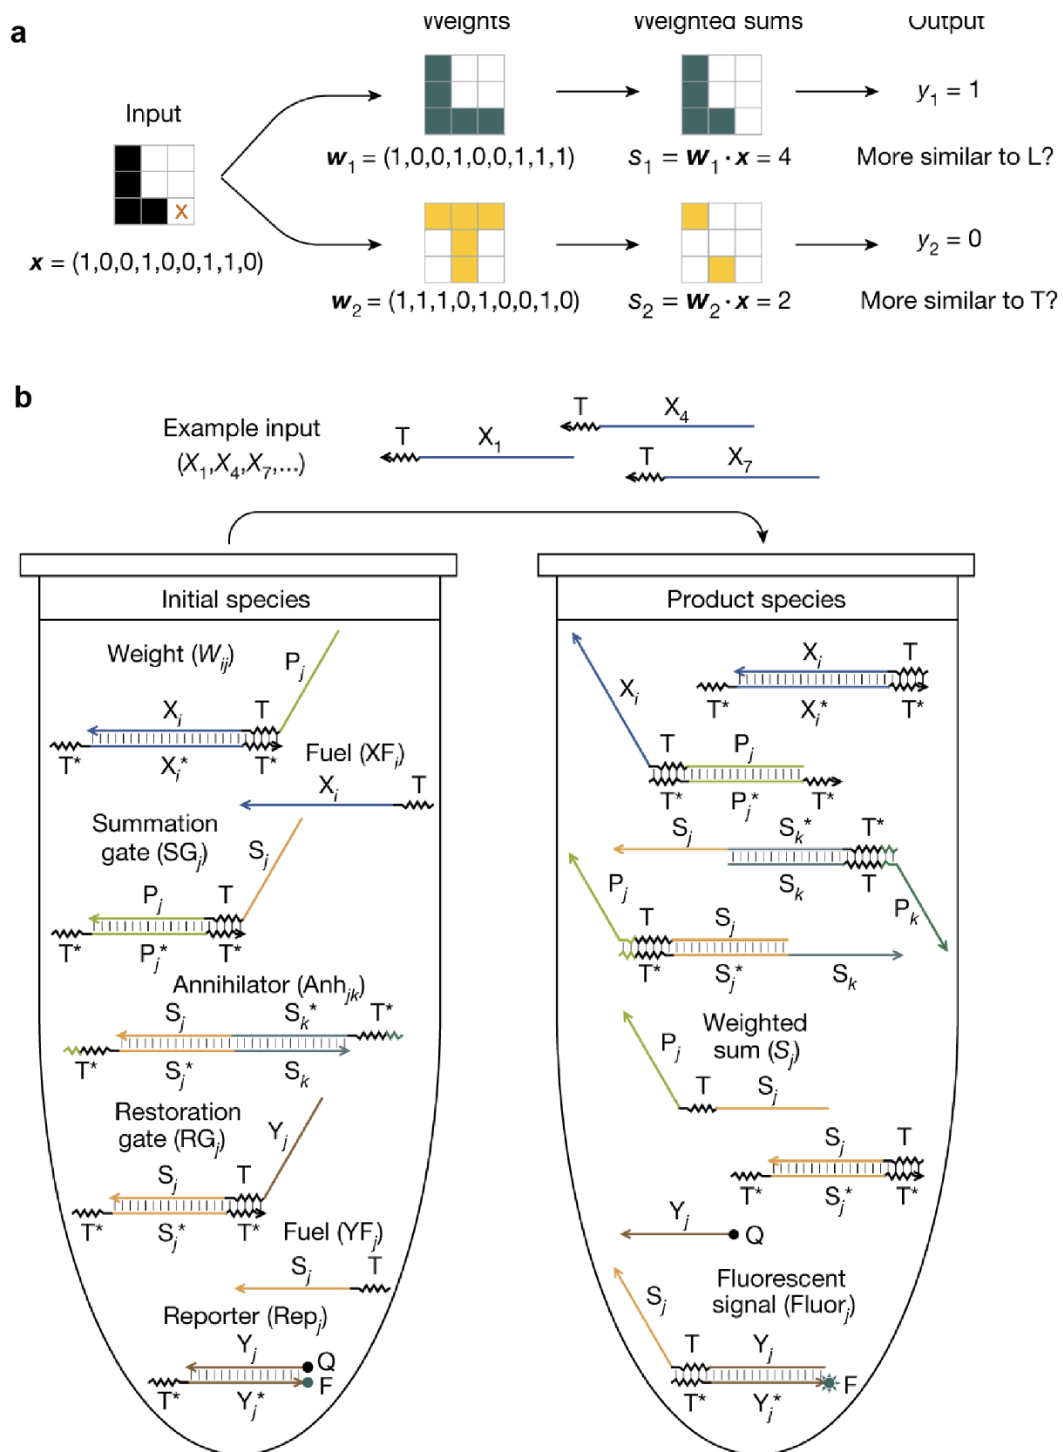 a
Weights
Weighted sums
Output
Input
y1 = 1
w1 = (1,0,0,1,0,0,1,1,1)
s1 = w1 · x = 4
More similar to L?
x
x = (1,0,0,1,0,0,1,1,0)
y2 = 0
w2 = (1,1,1,0,1,0,0,1,0)
s2 = w2 · x = 2
More similar to T?
b
Example input
(X1,X4,X7,...)
T X4
T X1
T X7
Initial species
Weight (Wij)
Pj
Xi T
T* Xi* T*
Fuel (XFi)
Xi T
Summation
gate (SGj)
Sj
Pj T
T* Pj* T*
Annihilator (Anhjk)
Sj Sk* T*
T* Sj* Sk
Restoration
gate (RGj)
Yj
Sj T
T* Sj* T*
Fuel (YFj)
Sj T
Reporter (Repj)
Yj Q
F
T* Yj*
Product species
Xi T
Xi
T* Xi* T*
T Pj
T* Pj* T*
Sj Sk* T*
Sk T
Pj
Pk
T Sj
T* Sj* Sk
Weighted
sum (Sj)
Pj
T Sj
Sj T
T* Sj* T*
Yj
Q
Fluorescent
signal (Fluorj)
Sj
T Yj
F
T* Yj*